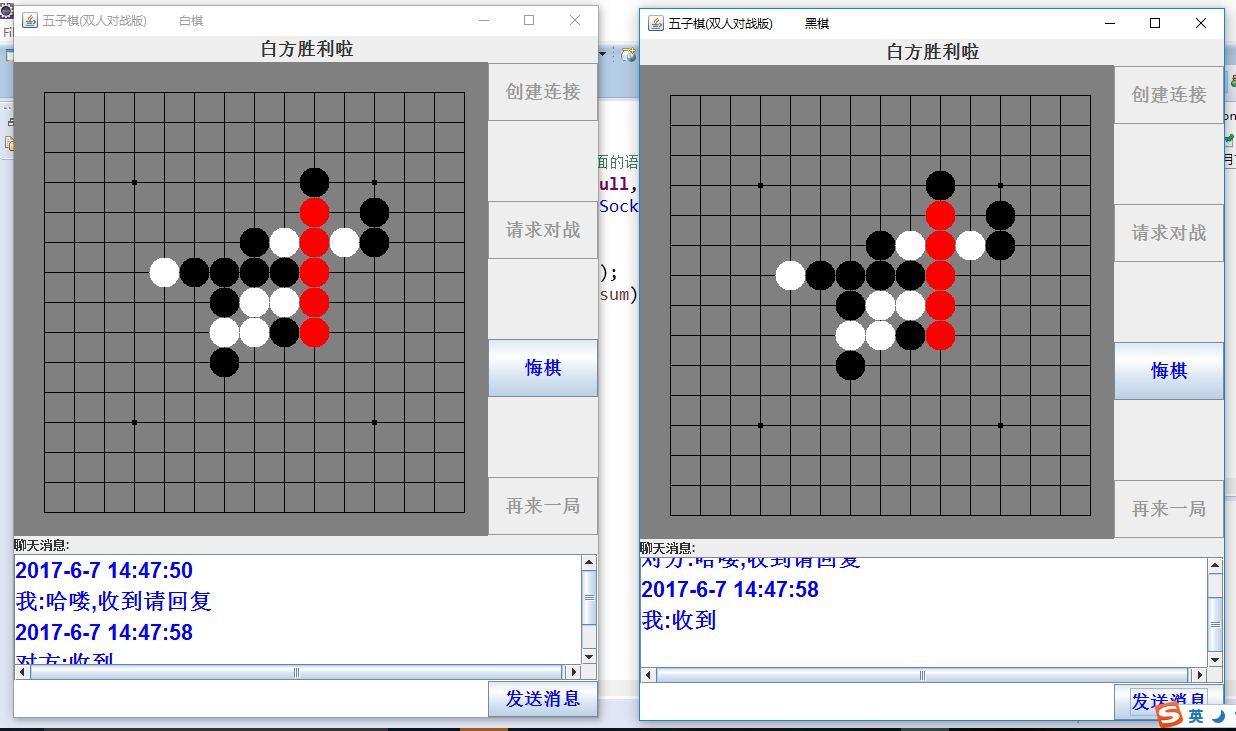 五子棋(双人对战版) 白棋
白方胜利啦
创建连接
请求对战
悔棋
再来一局
聊天消息:
2017-6-7 14:47:50
我:哈喽,收到请回复
2017-6-7 14:47:58
对方:收到
发送消息
面的语
ull,
Sock
);
sum)
五子棋(双人对战版) 黑棋
白方胜利啦
创建连接
请求对战
悔棋
再来一局
聊天消息:
对方:哈喽,收到请回复
2017-6-7 14:47:58
我:收到
发送消息
英